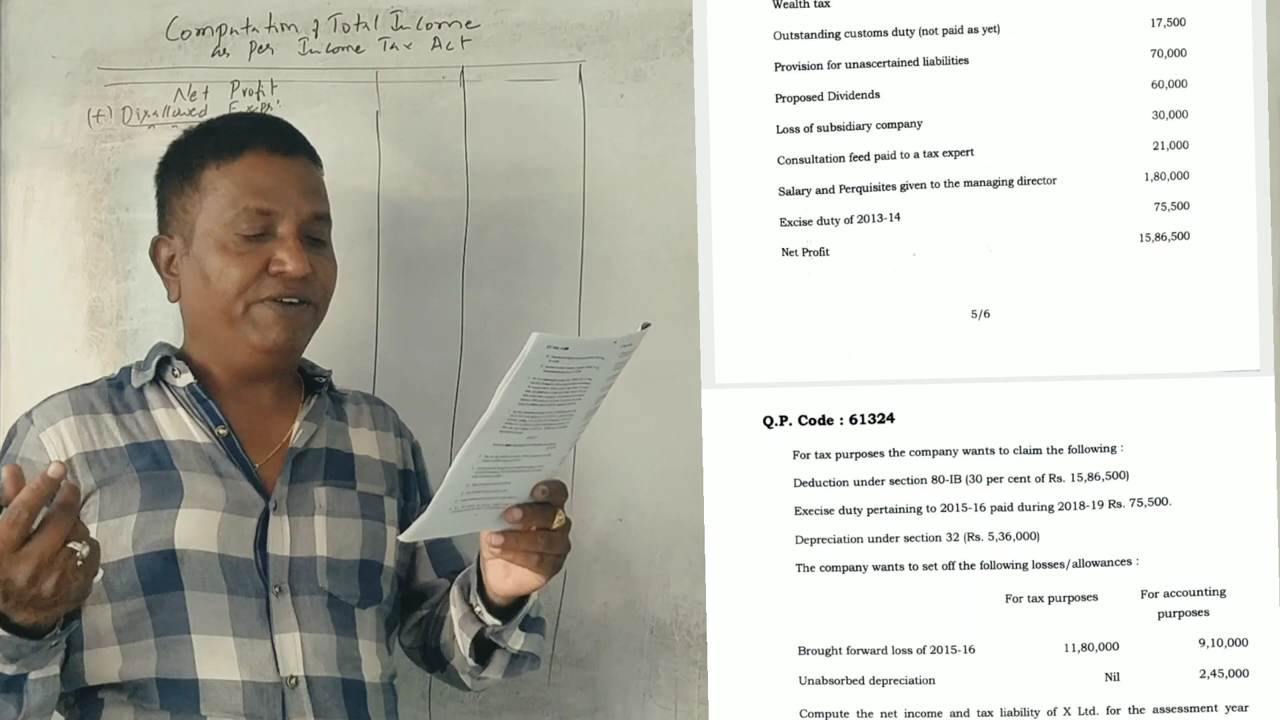 Computation of Total Income
as per Income Tax Act
Net Profit
(+) Disallowed Exps:
Wealth tax
Outstanding customs duty (not paid as yet) 17,500
Provision for unascertained liabilities 70,000
Proposed Dividends 60,000
Loss of subsidiary company 30,000
Consultation feed paid to a tax expert 21,000
Salary and Perquisites given to the managing director 1,80,000
Excise duty of 2013-14 75,500
Net Profit 15,86,500
5/6
Q.P. Code : 61324
For tax purposes the company wants to claim the following :
Deduction under section 80-IB (30 per cent of Rs. 15,86,500)
Execise duty pertaining to 2015-16 paid during 2018-19 Rs. 75,500.
Depreciation under section 32 (Rs. 5,36,000)
The company wants to set off the following losses/allowances :
For tax purposes For accounting
purposes
Brought forward loss of 2015-16 11,80,000 9,10,000
Unabsorbed depreciation Nil 2,45,000
Compute the net income and tax liability of X Ltd. for the assessment year